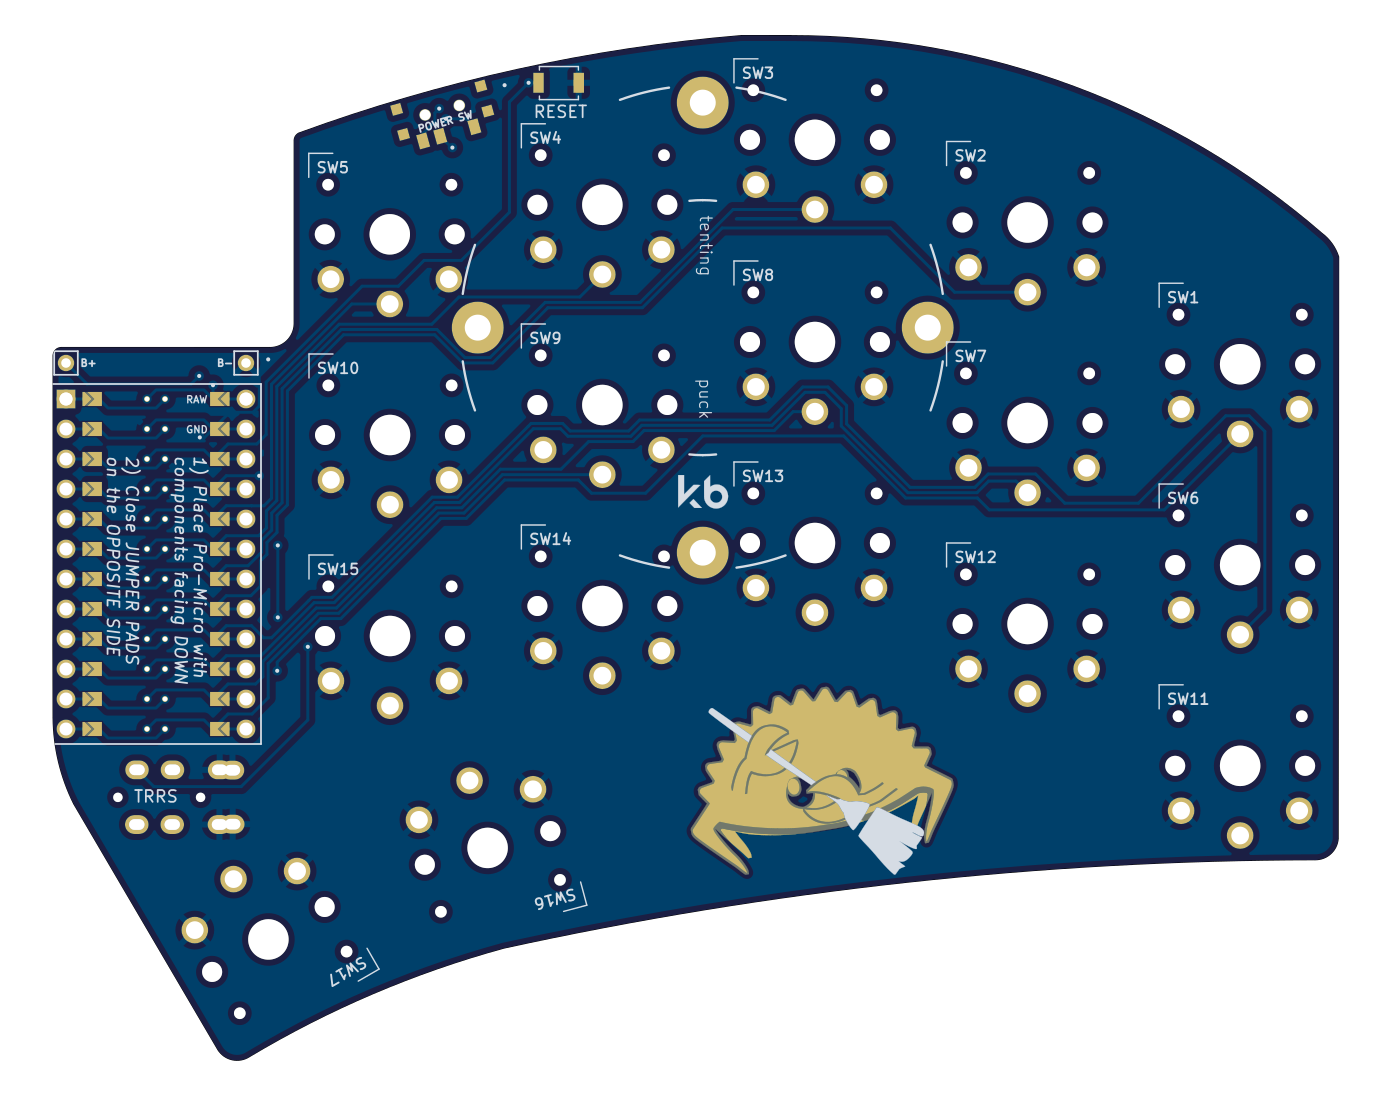 SW3
RESET
POWER SW
SW4
SW2
SW5
tenting
SW8
SW1
SW9
SW7
B+
B-
SW10
puck
RAW
GND
1) Place Pro-Micro with
components facing DOWN
2) Close JUMPER PADS
on the OPPOSITE SIDE
kb
SW13
SW6
SW14
SW12
SW15
SW11
TRRS
SW16
SW17